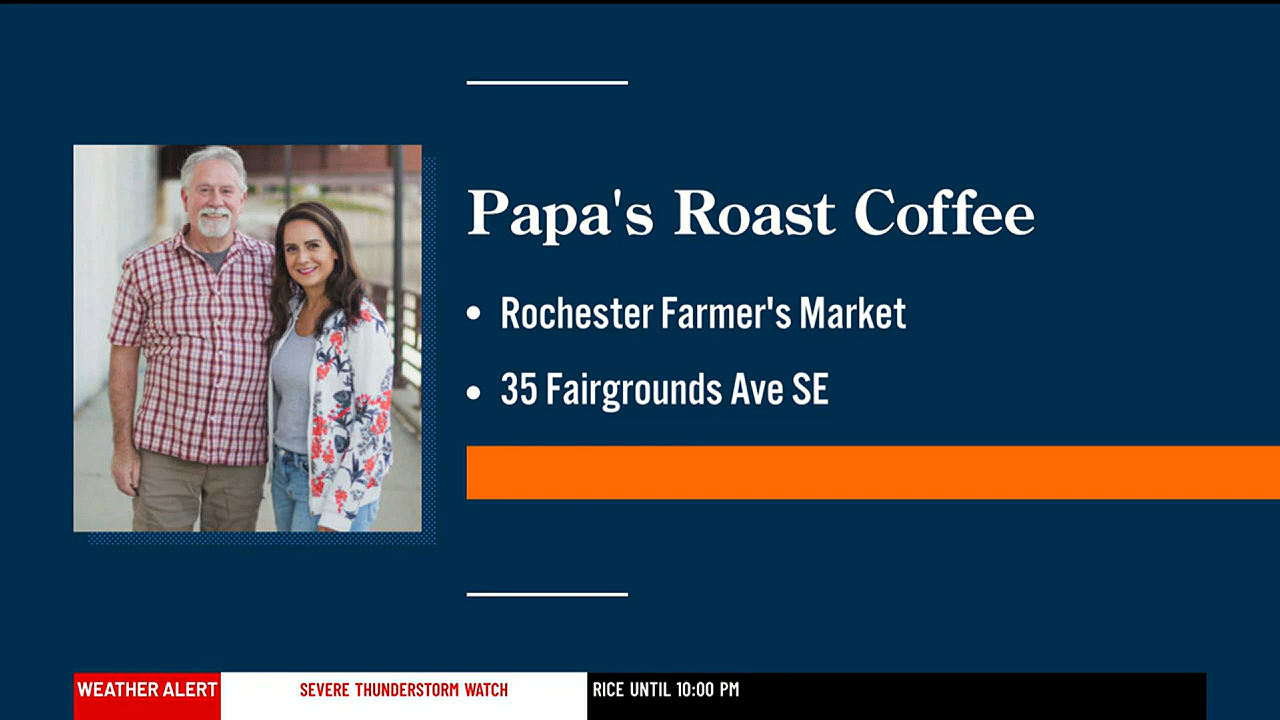 Papa's Roast Coffee
• Rochester Farmer's Market
• 35 Fairgrounds Ave SE
WEATHER ALERT SEVERE THUNDERSTORM WATCH RICE UNTIL 10:00 PM